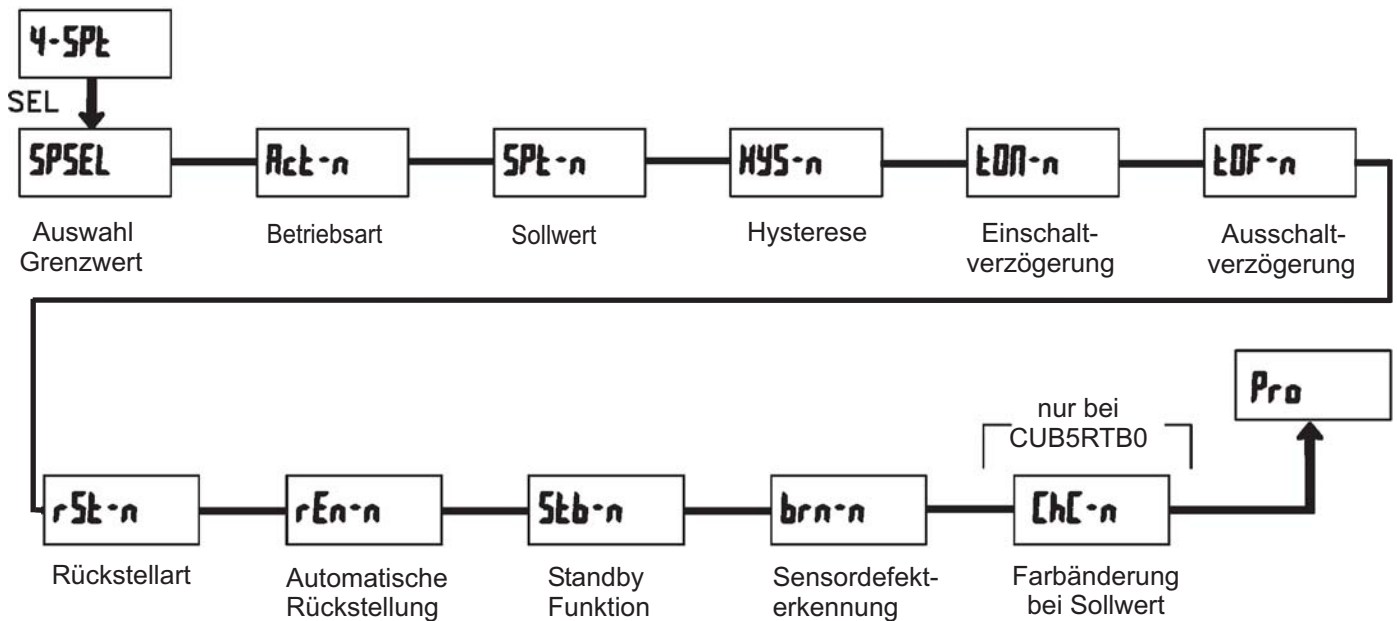 4-SPt
SEL
SPSEL
Act-n
SPt-n
HYS-n
tON-n
tOF-n
Auswahl
Grenzwert
Betriebsart
Sollwert
Hysterese
Einschalt-
verzögerung
Ausschalt-
verzögerung
Pro
nur bei
CUB5RTB0
rSt-n
rEn-n
Stb-n
brn-n
ChC-n
Rückstellart
Automatische
Rückstellung
Standby
Funktion
Sensordefekt-
erkennung
Farbänderung
bei Sollwert